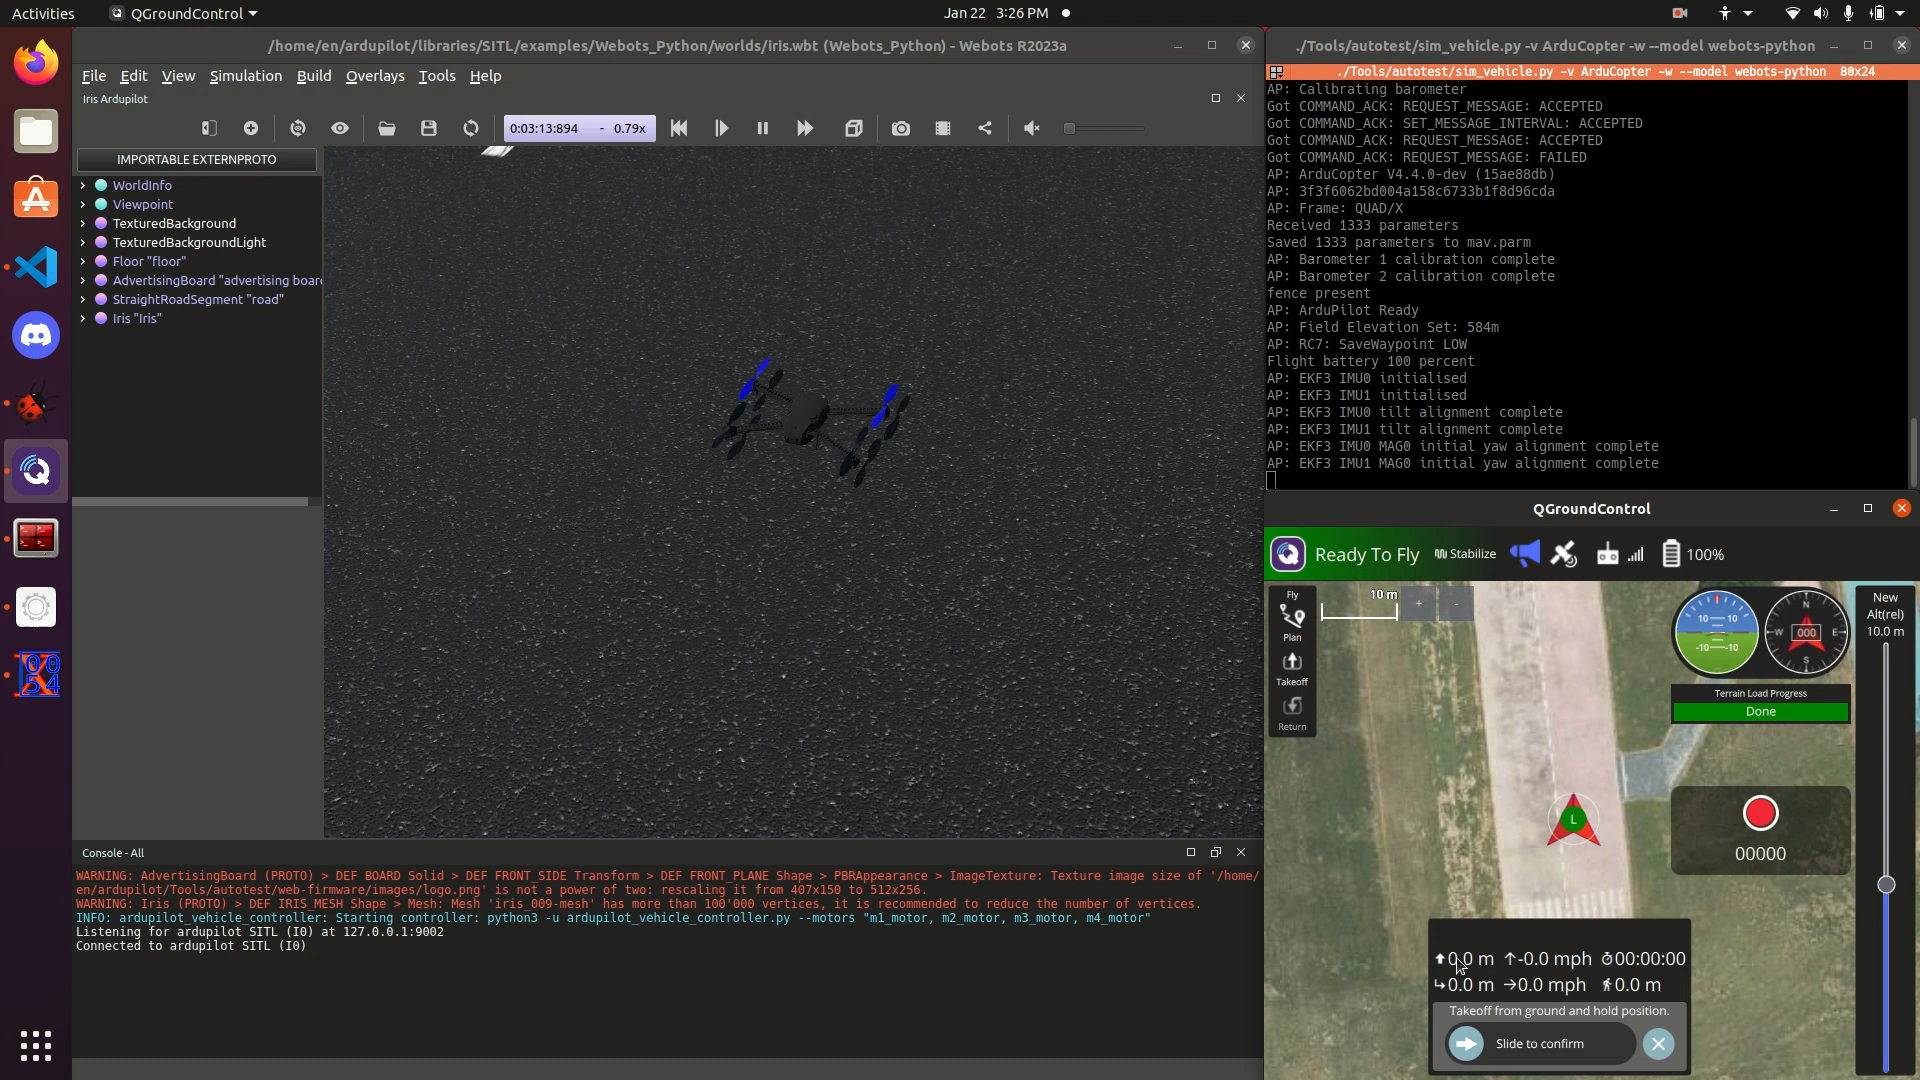 Activities
QGroundControl
Jan 22 3:26 PM
/home/en/ardupilot/libraries/SITL/examples/Webots_Python/worlds/iris.wbt (Webots_Python) - Webots R2023a
File Edit View Simulation Build Overlays Tools Help
Iris Ardupilot
0:03:13:894 - 0.79x
IMPORTABLE EXTERNPROTO
WorldInfo
Viewpoint
TexturedBackground
TexturedBackgroundLight
Floor "floor"
AdvertisingBoard "advertising board
StraightRoadSegment "road"
Iris "Iris"
Console - All
WARNING: AdvertisingBoard (PROTO) > DEF BOARD Solid > DEF FRONT_SIDE Transform > DEF FRONT_PLANE Shape > PBRAppearance > ImageTexture: Texture image size of '/home/
en/ardupilot/Tools/autotest/web-firmware/images/logo.png' is not a power of two: rescaling it from 407x150 to 512x256.
WARNING: Iris (PROTO) > DEF IRIS_MESH Shape > Mesh: Mesh 'iris_009-mesh' has more than 100'000 vertices, it is recommended to reduce the number of vertices.
INFO: ardupilot_vehicle_controller: Starting controller: python3 -u ardupilot_vehicle_controller.py --motors "m1_motor, m2_motor, m3_motor, m4_motor"
Listening for ardupilot SITL (I0) at 127.0.0.1:9002
Connected to ardupilot SITL (I0)
./Tools/autotest/sim_vehicle.py -v ArduCopter -w --model webots-python
./Tools/autotest/sim_vehicle.py -v ArduCopter -w --model webots-python 80x24
AP: Calibrating barometer
Got COMMAND_ACK: REQUEST_MESSAGE: ACCEPTED
Got COMMAND_ACK: SET_MESSAGE_INTERVAL: ACCEPTED
Got COMMAND_ACK: REQUEST_MESSAGE: ACCEPTED
Got COMMAND_ACK: REQUEST_MESSAGE: FAILED
AP: ArduCopter V4.4.0-dev (15ae88db)
AP: 3f3f6062bd004a158c6733b1f8d96cda
AP: Frame: QUAD/X
Received 1333 parameters
Saved 1333 parameters to mav.parm
AP: Barometer 1 calibration complete
AP: Barometer 2 calibration complete
fence present
AP: ArduPilot Ready
AP: Field Elevation Set: 584m
AP: RC7: SaveWaypoint LOW
Flight battery 100 percent
AP: EKF3 IMU0 initialised
AP: EKF3 IMU1 initialised
AP: EKF3 IMU0 tilt alignment complete
AP: EKF3 IMU1 tilt alignment complete
AP: EKF3 IMU0 MAG0 initial yaw alignment complete
AP: EKF3 IMU1 MAG0 initial yaw alignment complete
QGroundControl
Ready To Fly Stabilize 100%
Fly
Plan
Takeoff
Return
10 m
+ -
10 10
-10 -10
N
W 000 E
S
New
Alt(rel)
10.0 m
Terrain Load Progress
Done
L
00000
0.0 m -0.0 mph 00:00:00
0.0 m 0.0 mph 0.0 m
Takeoff from ground and hold position.
Slide to confirm